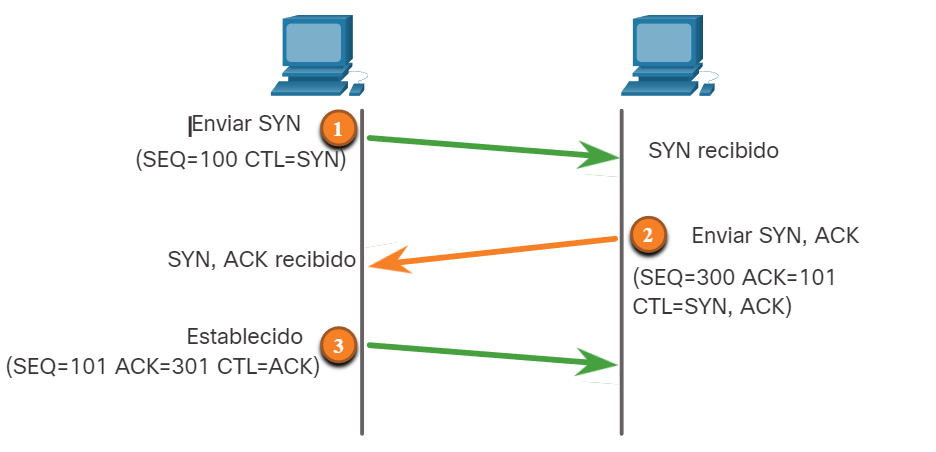 Enviar SYN
1
(SEQ=100 CTL=SYN)
SYN recibido
2
Enviar SYN, ACK
SYN, ACK recibido
(SEQ=300 ACK=101
CTL=SYN, ACK)
Establecido
3
(SEQ=101 ACK=301 CTL=ACK)